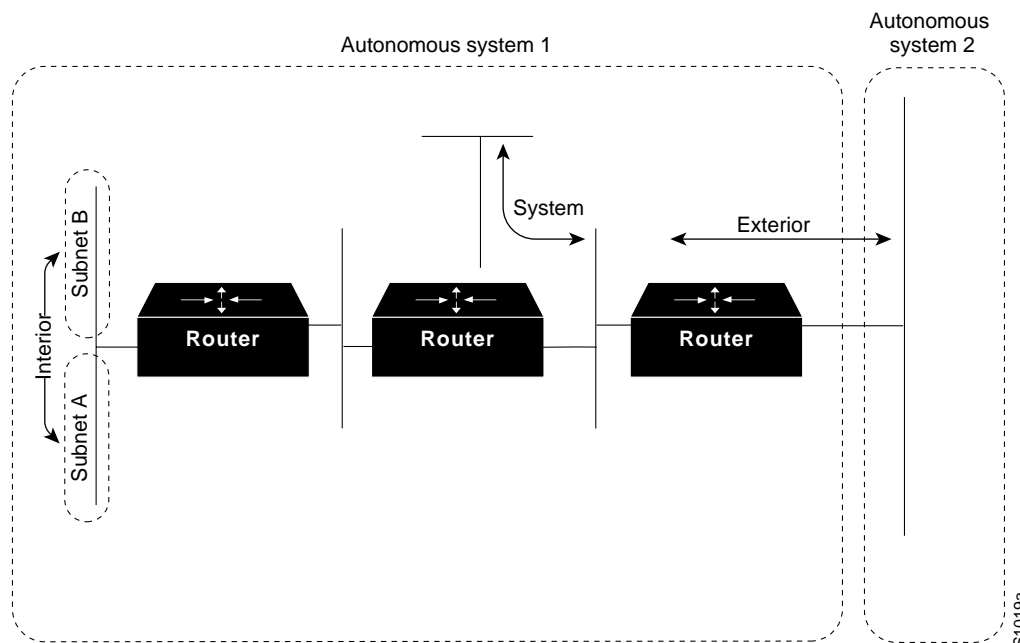 Autonomous system 1
Autonomous
system 2
System
Exterior
Interior
Subnet B
Subnet A
Router
Router
Router